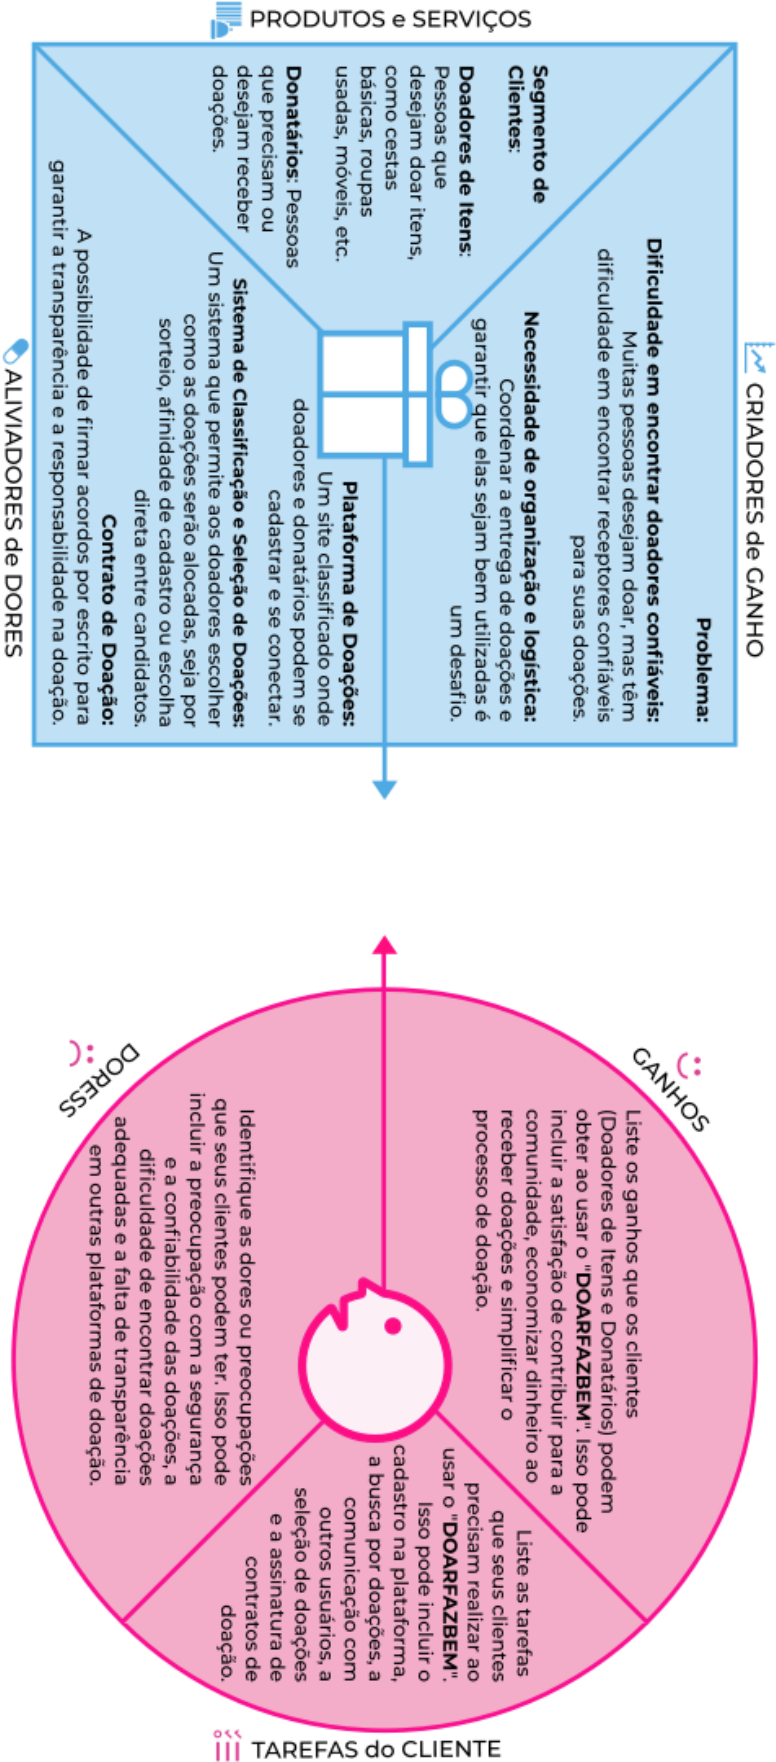 PRODUTOS e SERVIÇOS
Segmento de
Clientes:
Doadores de Itens:
Pessoas que
desejam doar itens,
como cestas
básicas, roupas
usadas, móveis, etc.
Donatários: Pessoas
que precisam ou
desejam receber
doações.
CRIADORES de GANHO
Problema:
Dificuldade em encontrar doadores confiáveis:
Muitas pessoas desejam doar, mas têm
dificuldade em encontrar receptores confiáveis
para suas doações.
Necessidade de organização e logística:
Coordenar a entrega de doações e
garantir que elas sejam bem utilizadas é
um desafio.
Plataforma de Doações:
Um site classificado onde
doadores e donatários podem se
cadastrar e se conectar.
Sistema de Classificação e Seleção de Doações:
Um sistema que permite aos doadores escolher
como as doações serão alocadas, seja por
sorteio, afinidade de cadastro ou escolha
direta entre candidatos.
Contrato de Doação:
A possibilidade de firmar acordos por escrito para
garantir a transparência e a responsabilidade na doação.
ALIVIADORES de DORES
GANHOS
Liste os ganhos que os clientes
(Doadores de Itens e Donatários) podem
obter ao usar o "DOARFAZBEM". Isso pode
incluir a satisfação de contribuir para a
comunidade, economizar dinheiro ao
receber doações e simplificar o
processo de doação.
DORESS
Identifique as dores ou preocupações
que seus clientes podem ter. Isso pode
incluir a preocupação com a segurança
e a confiabilidade das doações, a
dificuldade de encontrar doações
adequadas e a falta de transparência
em outras plataformas de doação.
Liste as tarefas
que seus clientes
precisam realizar ao
usar o "DOARFAZBEM".
Isso pode incluir o
cadastro na plataforma,
a busca por doações, a
comunicação com
outros usuários, a
seleção de doações
e a assinatura de
contratos de
doação.
TAREFAS do CLIENTE